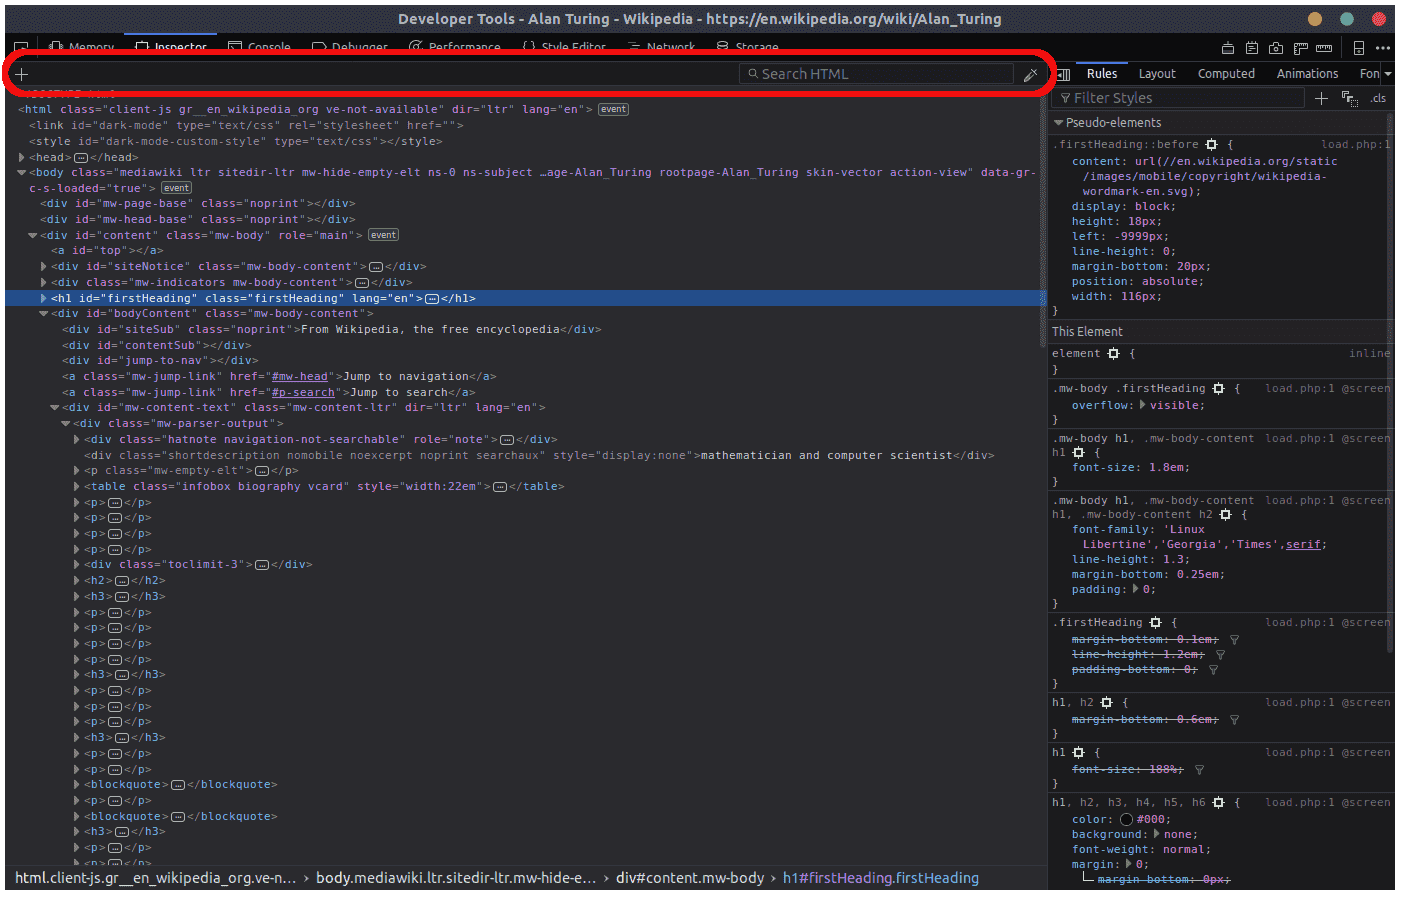 Developer Tools - Alan Turing - Wikipedia - https://en.wikipedia.org/wiki/Alan_Turing
Memory Inspector Console Debugger Performance Style Editor Network Storage
Search HTML
<html class="client-js gr__en_wikipedia_org ve-not-available" dir="ltr" lang="en"> event
<link id="dark-mode" type="text/css" rel="stylesheet" href="">
<style id="dark-mode-custom-style" type="text/css"></style>
<head>…</head>
<body class="mediawiki ltr sitedir-ltr mw-hide-empty-elt ns-0 ns-subject …age-Alan_Turing rootpage-Alan_Turing skin-vector action-view" data-gr-
c-s-loaded="true"> event
<div id="mw-page-base" class="noprint"></div>
<div id="mw-head-base" class="noprint"></div>
<div id="content" class="mw-body" role="main"> event
<a id="top"></a>
<div id="siteNotice" class="mw-body-content">…</div>
<div class="mw-indicators mw-body-content">…</div>
<h1 id="firstHeading" class="firstHeading" lang="en">…</h1>
<div id="bodyContent" class="mw-body-content">
<div id="siteSub" class="noprint">From Wikipedia, the free encyclopedia</div>
<div id="contentSub"></div>
<div id="jump-to-nav"></div>
<a class="mw-jump-link" href="#mw-head">Jump to navigation</a>
<a class="mw-jump-link" href="#p-search">Jump to search</a>
<div id="mw-content-text" class="mw-content-ltr" dir="ltr" lang="en">
<div class="mw-parser-output">
<div class="hatnote navigation-not-searchable" role="note">…</div>
<div class="shortdescription nomobile noexcerpt noprint searchaux" style="display:none">mathematician and computer scientist</div>
<p class="mw-empty-elt">…</p>
<table class="infobox biography vcard" style="width:22em">…</table>
<p>…</p>
<p>…</p>
<p>…</p>
<p>…</p>
<div class="toclimit-3">…</div>
<h2>…</h2>
<h3>…</h3>
<p>…</p>
<p>…</p>
<p>…</p>
<p>…</p>
<h3>…</h3>
<p>…</p>
<p>…</p>
<p>…</p>
<h3>…</h3>
<p>…</p>
<p>…</p>
<blockquote>…</blockquote>
<p>…</p>
<blockquote>…</blockquote>
<h3>…</h3>
<p>…</p>
<p>…</p>
html.client-js.gr__en_wikipedia_org.ve-n… › body.mediawiki.ltr.sitedir-ltr.mw-hide-e… › div#content.mw-body › h1#firstHeading.firstHeading
Rules Layout Computed Animations Fon
Filter Styles + .cls
Pseudo-elements
.firstHeading::before { load.php:1
content: url(//en.wikipedia.org/static
/images/mobile/copyright/wikipedia-
wordmark-en.svg);
display: block;
height: 18px;
left: -9999px;
line-height: 0;
margin-bottom: 20px;
position: absolute;
width: 116px;
}
This Element
element { inline
}
.mw-body .firstHeading { load.php:1 @screen
overflow: visible;
}
.mw-body h1, .mw-body-content load.php:1 @screen
h1 {
font-size: 1.8em;
}
.mw-body h1, .mw-body-content load.php:1 @screen
h1, .mw-body-content h2 {
font-family: 'Linux
Libertine','Georgia','Times',serif;
line-height: 1.3;
margin-bottom: 0.25em;
padding: 0;
}
.firstHeading { load.php:1 @screen
margin-bottom: 0.1em;
line-height: 1.2em;
padding-bottom: 0;
}
h1, h2 { load.php:1 @screen
margin-bottom: 0.6em;
}
h1 { load.php:1 @screen
font-size: 188%;
}
h1, h2, h3, h4, h5, h6 { load.php:1 @screen
color: #000;
background: none;
font-weight: normal;
margin: 0;
margin-bottom: 0px;